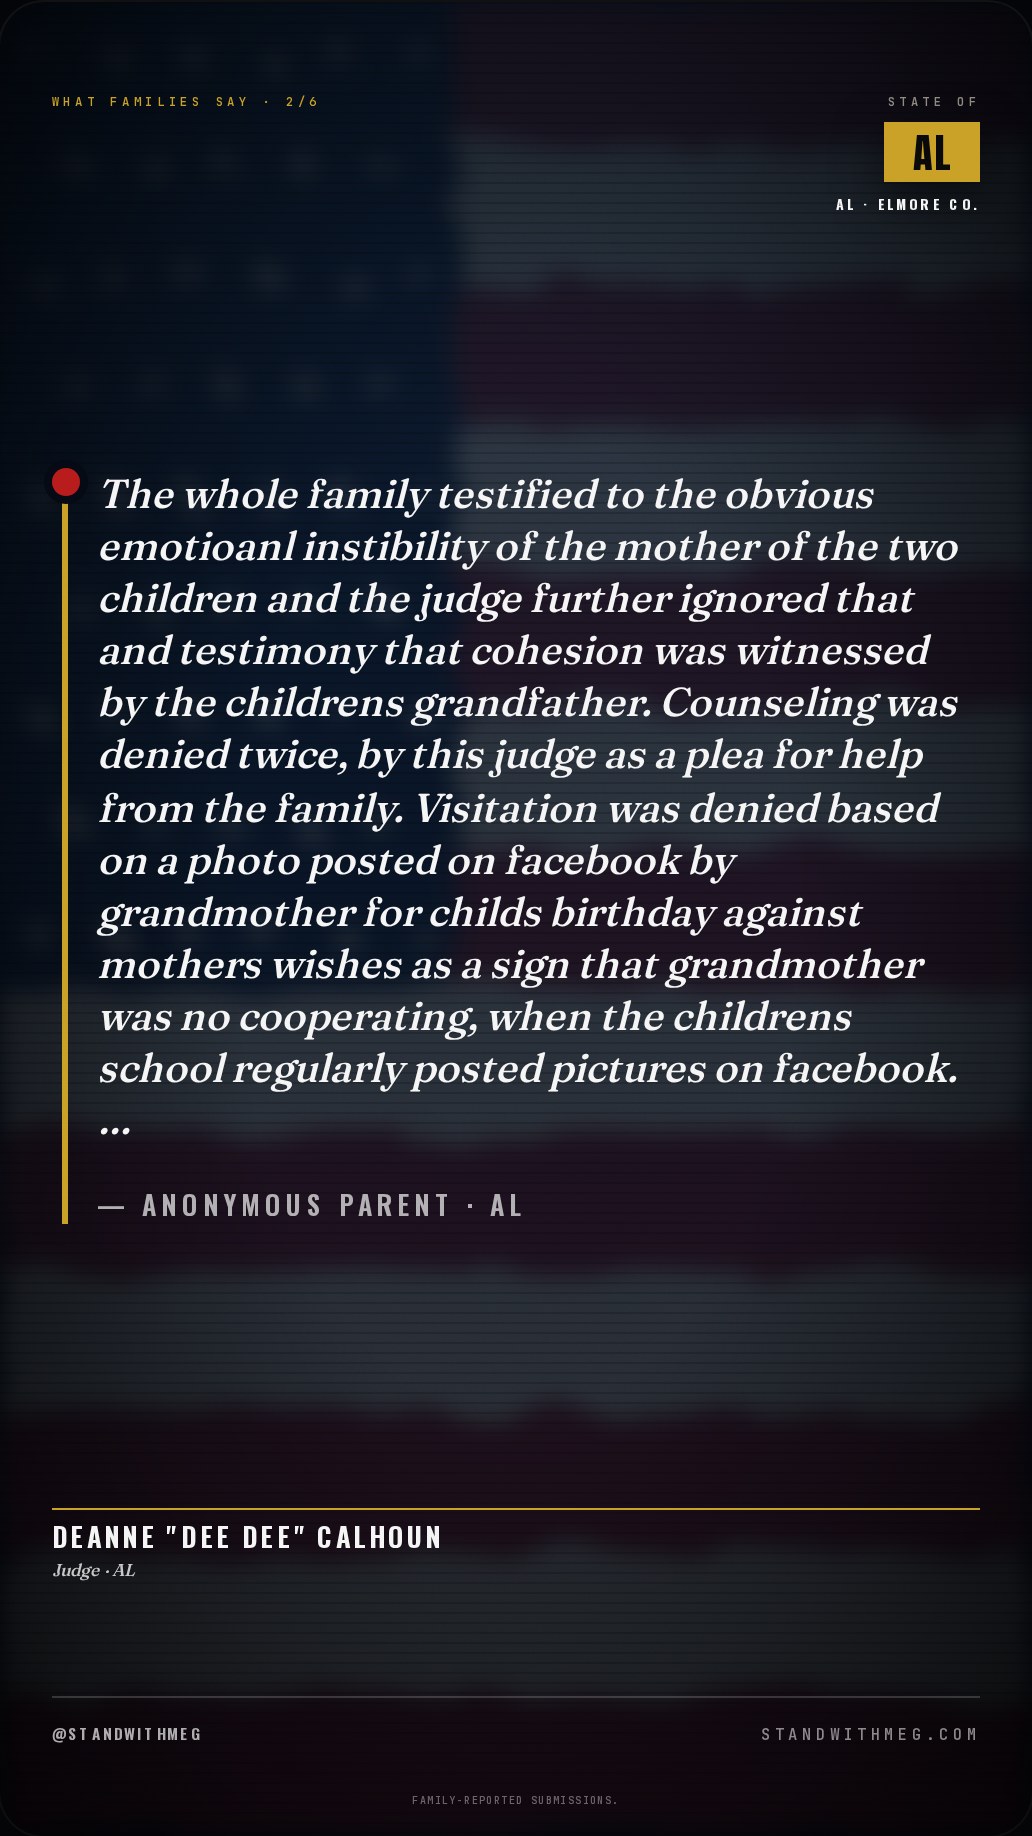 WHAT FAMILIES SAY · 2/6
STATE OF
AL
AL · ELMORE CO.
The whole family testified to the obvious
emotioanl instibility of the mother of the two
children and the judge further ignored that
and testimony that cohesion was witnessed
by the childrens grandfather. Counseling was
denied twice, by this judge as a plea for help
from the family. Visitation was denied based
on a photo posted on facebook by
grandmother for childs birthday against
mothers wishes as a sign that grandmother
was no cooperating, when the childrens
school regularly posted pictures on facebook.
...
— ANONYMOUS PARENT · AL
DEANNE "DEE DEE" CALHOUN
Judge · AL
@STANDWITHMEG
STANDWITHMEG.COM
FAMILY-REPORTED SUBMISSIONS.